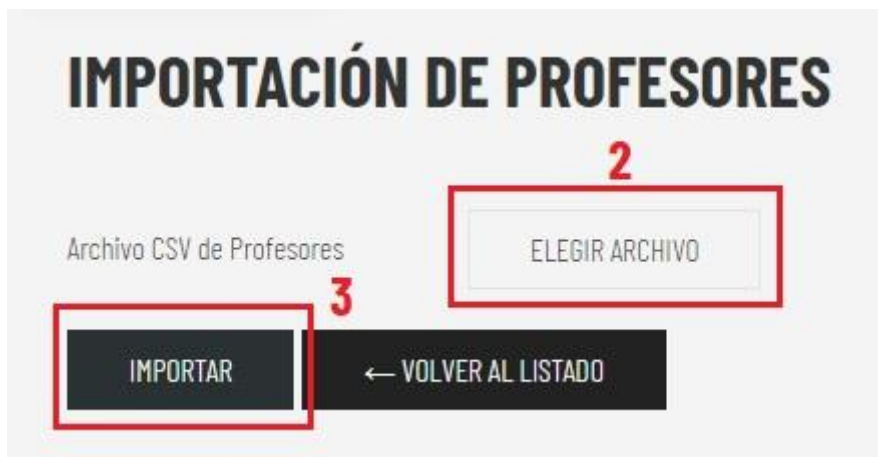 IMPORTACIÓN DE PROFESORES
2
Archivo CSV de Profesores
ELEGIR ARCHIVO
3
IMPORTAR
← VOLVER AL LISTADO